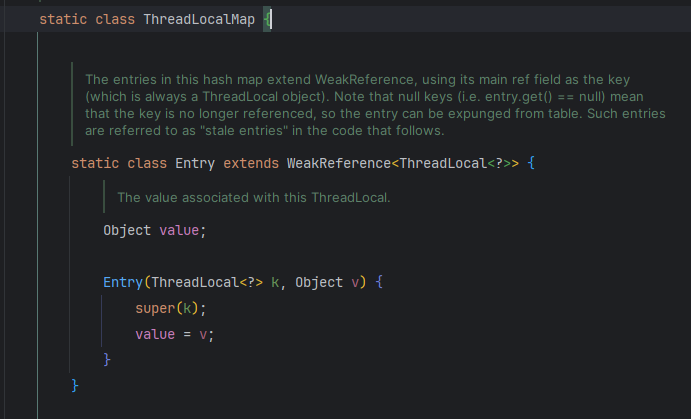 static class ThreadLocalMap {
The entries in this hash map extend WeakReference, using its main ref field as the key
(which is always a ThreadLocal object). Note that null keys (i.e. entry.get() == null) mean
that the key is no longer referenced, so the entry can be expunged from table. Such entries
are referred to as "stale entries" in the code that follows.
static class Entry extends WeakReference<ThreadLocal<?>> {
The value associated with this ThreadLocal.
Object value;
Entry(ThreadLocal<?> k, Object v) {
super(k);
value = v;
}
}